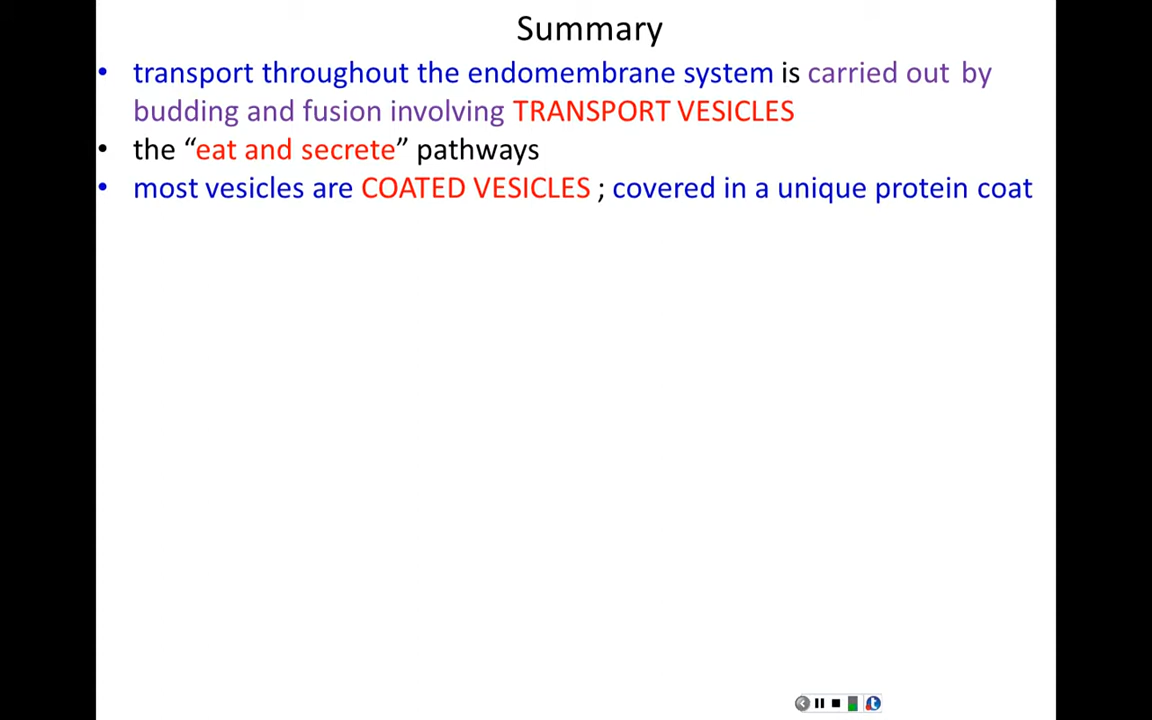 Summary
• transport throughout the endomembrane system is carried out by
budding and fusion involving TRANSPORT VESICLES
• the “eat and secrete” pathways
• most vesicles are COATED VESICLES ; covered in a unique protein coat